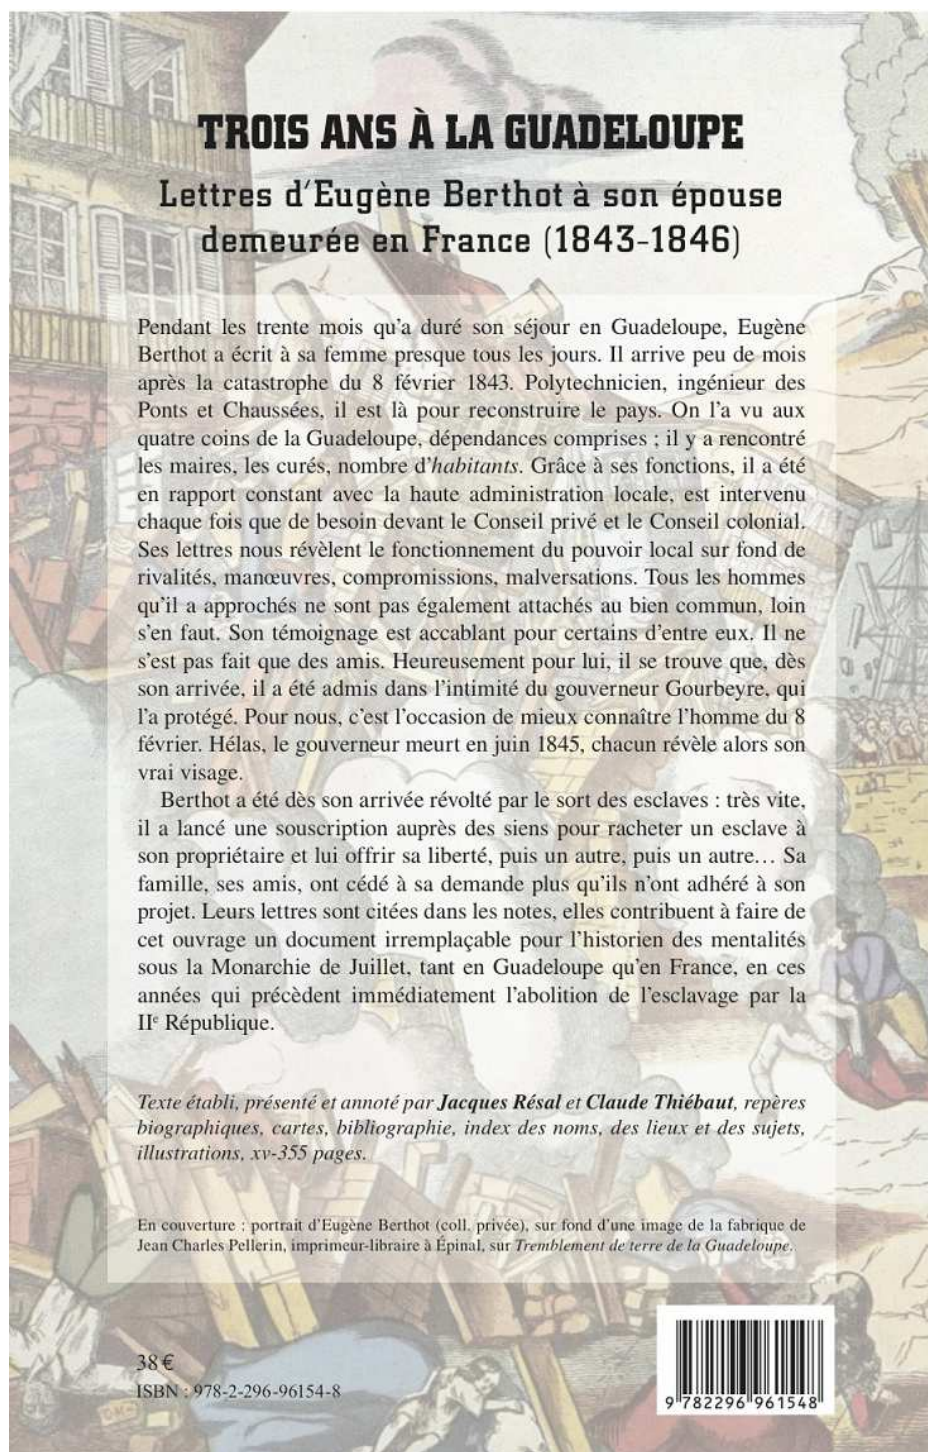 TROIS ANS À LA GUADELOUPE
Lettres d'Eugène Berthot à son épouse
demeurée en France (1843-1846)
Pendant les trente mois qu'a duré son séjour en Guadeloupe, Eugène
Berthot a écrit à sa femme presque tous les jours. Il arrive peu de mois
après la catastrophe du 8 février 1843. Polytechnicien, ingénieur des
Ponts et Chaussées, il est là pour reconstruire le pays. On l'a vu aux
quatre coins de la Guadeloupe, dépendances comprises ; il y a rencontré
les maires, les curés, nombre d'habitants. Grâce à ses fonctions, il a été
en rapport constant avec la haute administration locale, est intervenu
chaque fois que de besoin devant le Conseil privé et le Conseil colonial.
Ses lettres nous révèlent le fonctionnement du pouvoir local sur fond de
rivalités, manœuvres, compromissions, malversations. Tous les hommes
qu'il a approchés ne sont pas également attachés au bien commun, loin
s'en faut. Son témoignage est accablant pour certains d'entre eux. Il ne
s'est pas fait que des amis. Heureusement pour lui, il se trouve que, dès
son arrivée, il a été admis dans l'intimité du gouverneur Gourbeyre, qui
l'a protégé. Pour nous, c'est l'occasion de mieux connaître l'homme du 8
février. Hélas, le gouverneur meurt en juin 1845, chacun révèle alors son
vrai visage.
Berthot a été dès son arrivée révolté par le sort des esclaves : très vite,
il a lancé une souscription auprès des siens pour racheter un esclave à
son propriétaire et lui offrir sa liberté, puis un autre, puis un autre… Sa
famille, ses amis, ont cédé à sa demande plus qu'ils n'ont adhéré à son
projet. Leurs lettres sont citées dans les notes, elles contribuent à faire de
cet ouvrage un document irremplaçable pour l'historien des mentalités
sous la Monarchie de Juillet, tant en Guadeloupe qu'en France, en ces
années qui précèdent immédiatement l'abolition de l'esclavage par la
IIe République.
Texte établi, présenté et annoté par Jacques Résal et Claude Thiébaut, repères
biographiques, cartes, bibliographie, index des noms, des lieux et des sujets,
illustrations, xv-355 pages.
En couverture : portrait d'Eugène Berthot (coll. privée), sur fond d'une image de la fabrique de
Jean Charles Pellerin, imprimeur-libraire à Épinal, sur Tremblement de terre de la Guadeloupe.
38 €
ISBN : 978-2-296-96154-8
9 782296 961548